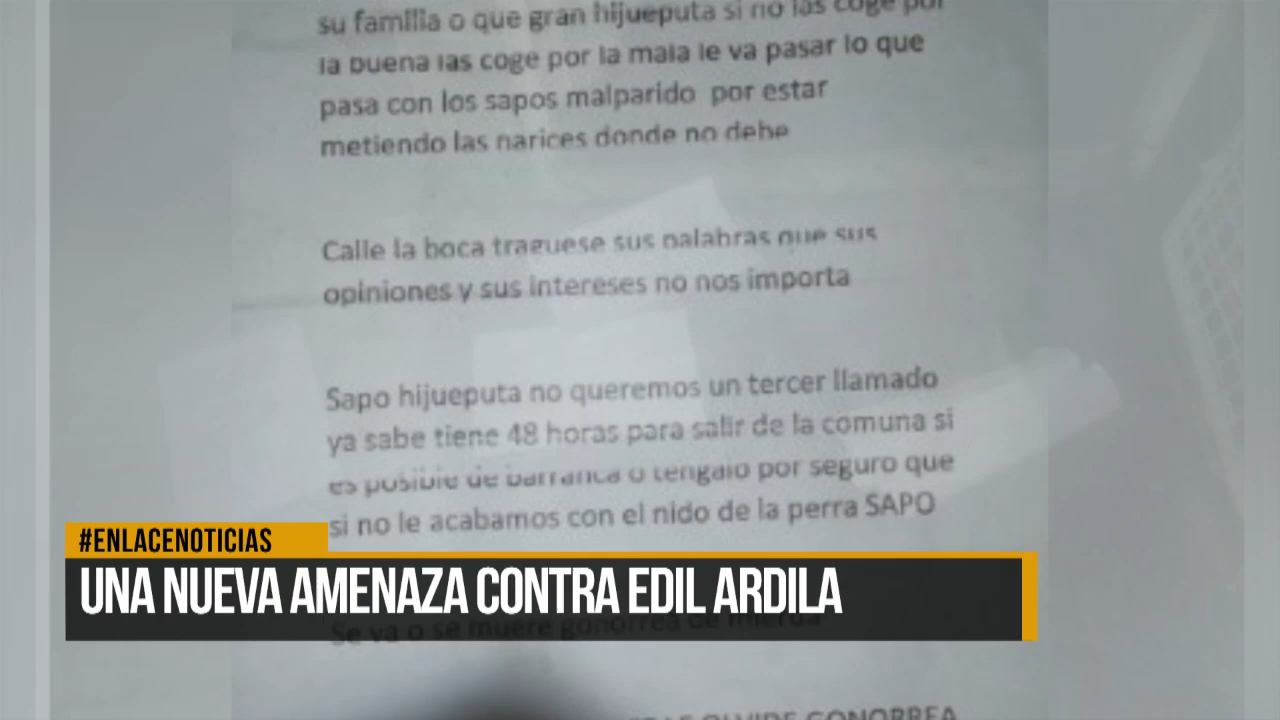 su familia o que gran hijueputa si no las coge por
la buena las coge por la mala le va pasar lo que
pasa con los sapos malparido por estar
metiendo las narices donde no debe
Calle la boca traguese sus palabras que sus
opiniones y sus intereses no nos importa
Sapo hijueputa no queremos un tercer llamado
ya sabe tiene 48 horas para salir de la comuna si
es posible de barranca o tengalo por seguro que
si no le acabamos con el nido de la perra SAPO
#ENLACENOTICIAS
UNA NUEVA AMENAZA CONTRA EDIL ARDILA
Se va o se muere gonorrea de mierda
OLVIDE GONORREA